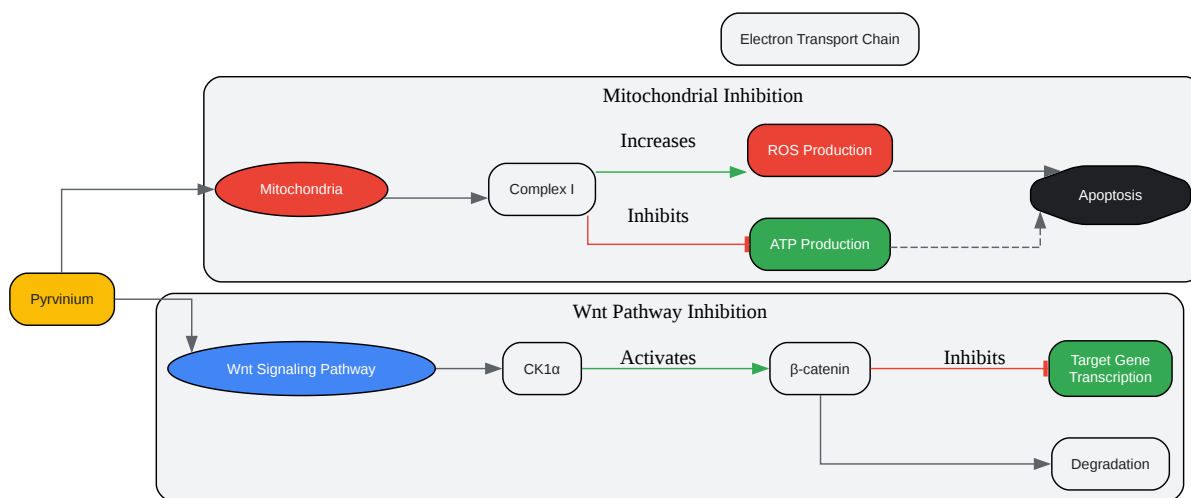 Electron Transport Chain
Mitochondrial Inhibition
Increases
ROS Production
Mitochondria
Complex I
Apoptosis
Inhibits
ATP Production
Pyrvinium
Wnt Pathway Inhibition
Wnt Signaling Pathway
CK1α
Activates
β-catenin
Inhibits
Target Gene
Transcription
Degradation